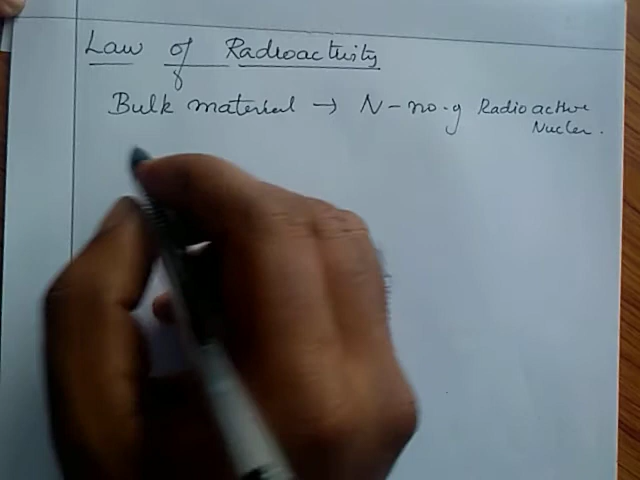 Law of Radioactivity
Bulk material → N - no. of Radioactive
Nuclei.